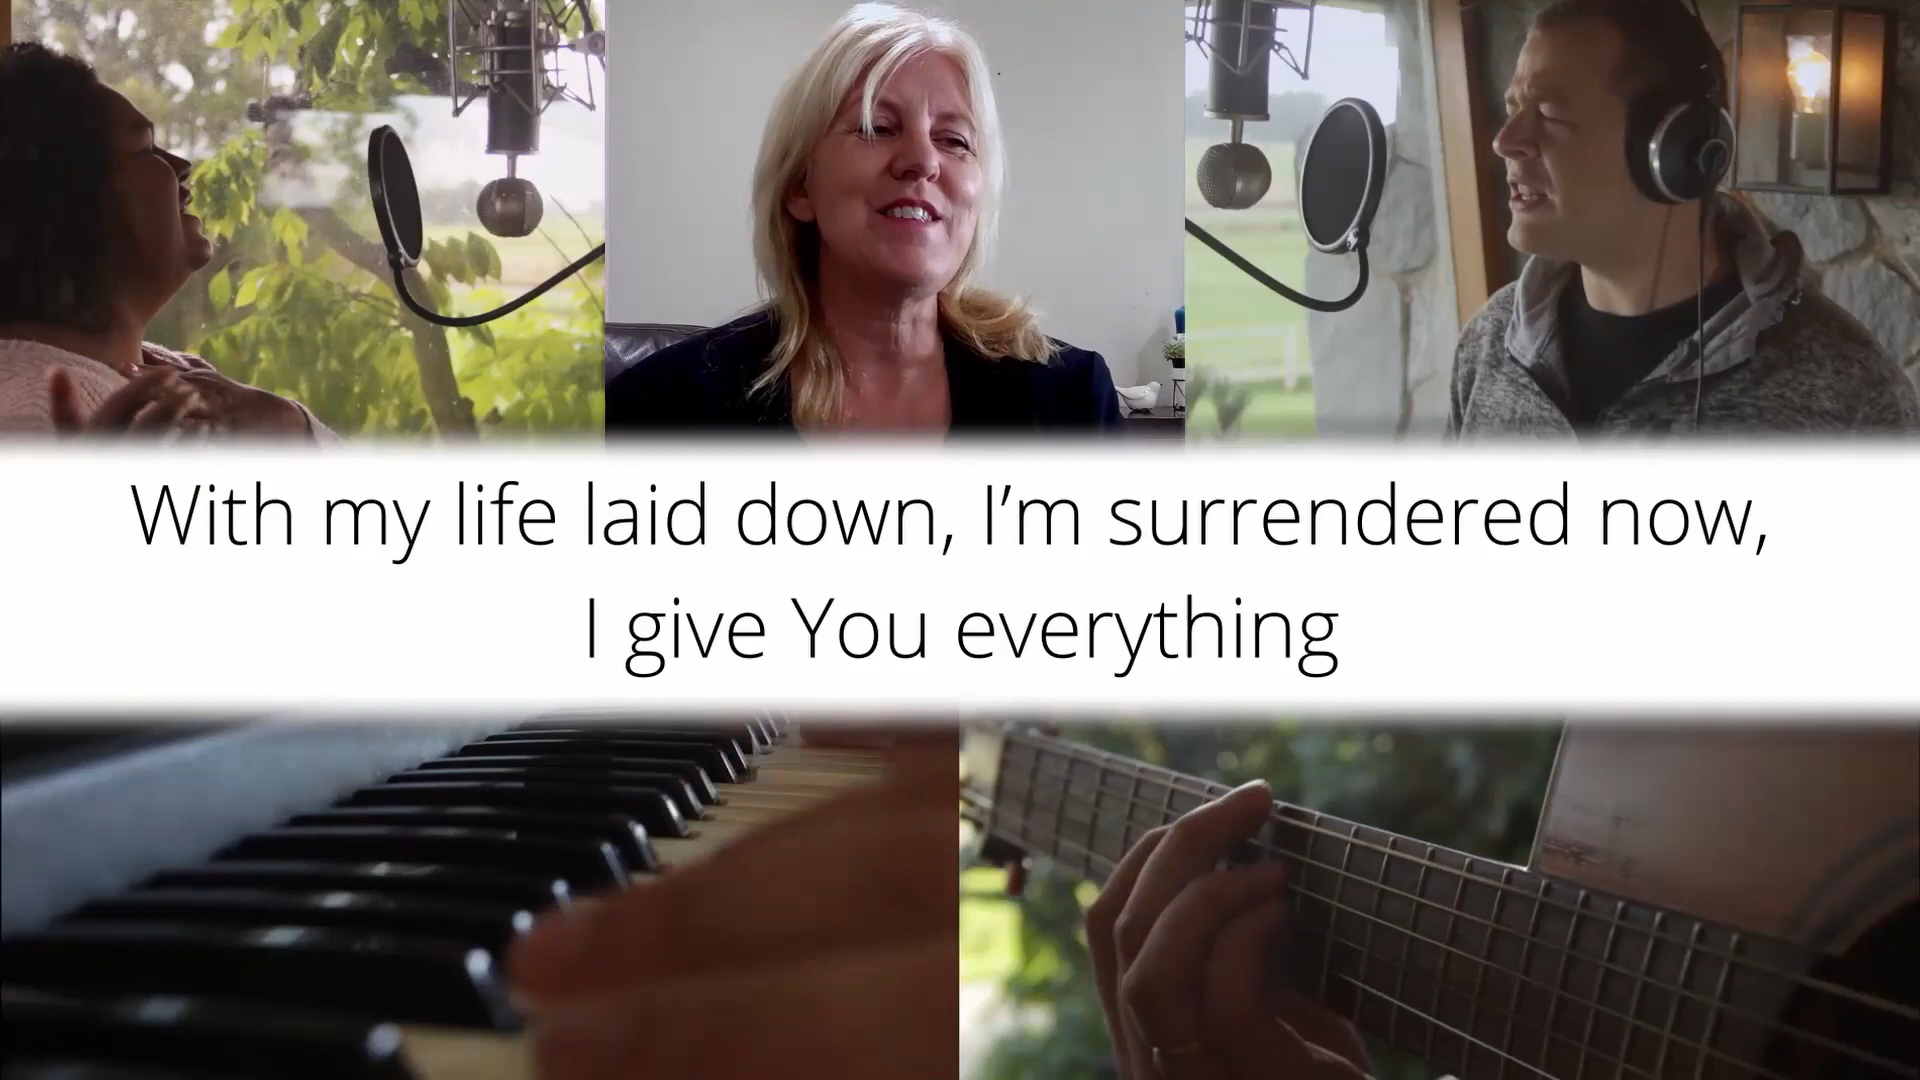 With my life laid down, I’m surrendered now,
I give You everything